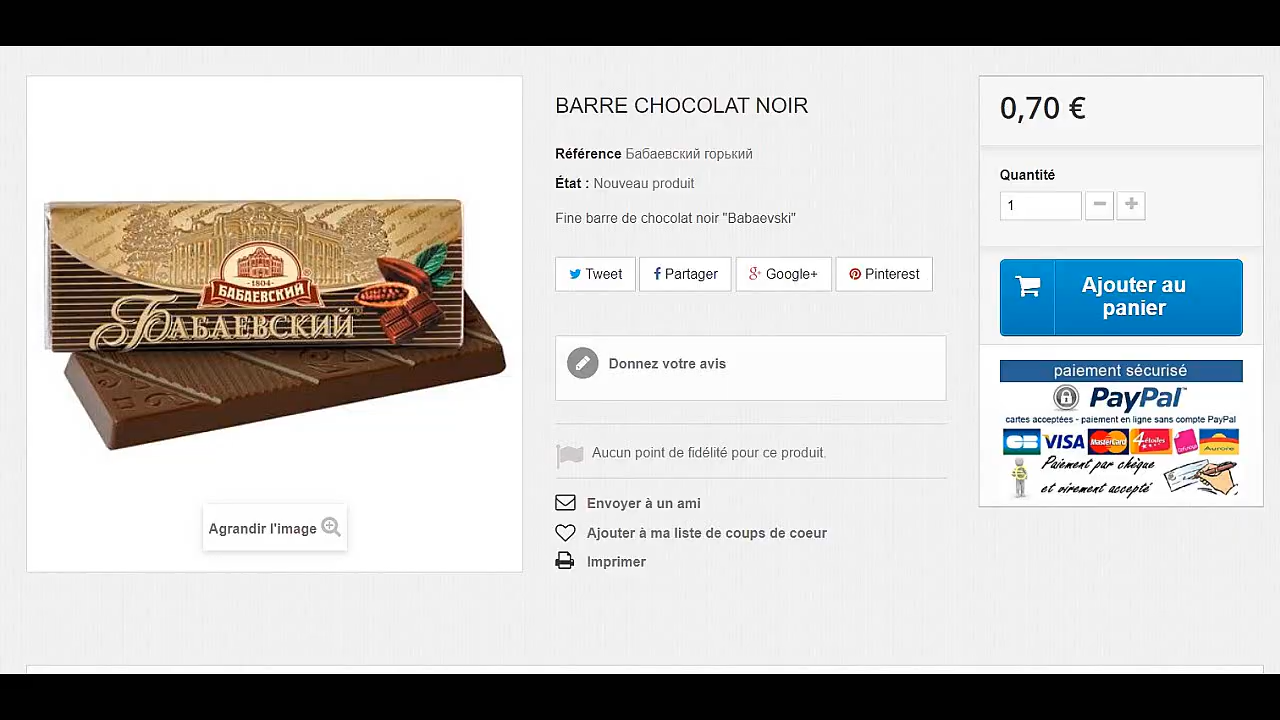 - 1804 -
БАБАЕВСКИЙ
БАБАЕВСКИЙ
Agrandir l'image
BARRE CHOCOLAT NOIR
Référence Бабаевский горький
État : Nouveau produit
Fine barre de chocolat noir "Babaevski"
Tweet
Partager
Google+
Pinterest
Donnez votre avis
Aucun point de fidélité pour ce produit.
Envoyer à un ami
Ajouter à ma liste de coups de coeur
Imprimer
0,70 €
Quantité
1
Ajouter au
panier
paiement sécurisé
PayPal™
cartes acceptées - paiement en ligne sans compte PayPal
CB VISA MasterCard 4étoiles Aurore
Paiement par chèque
et virement accepté